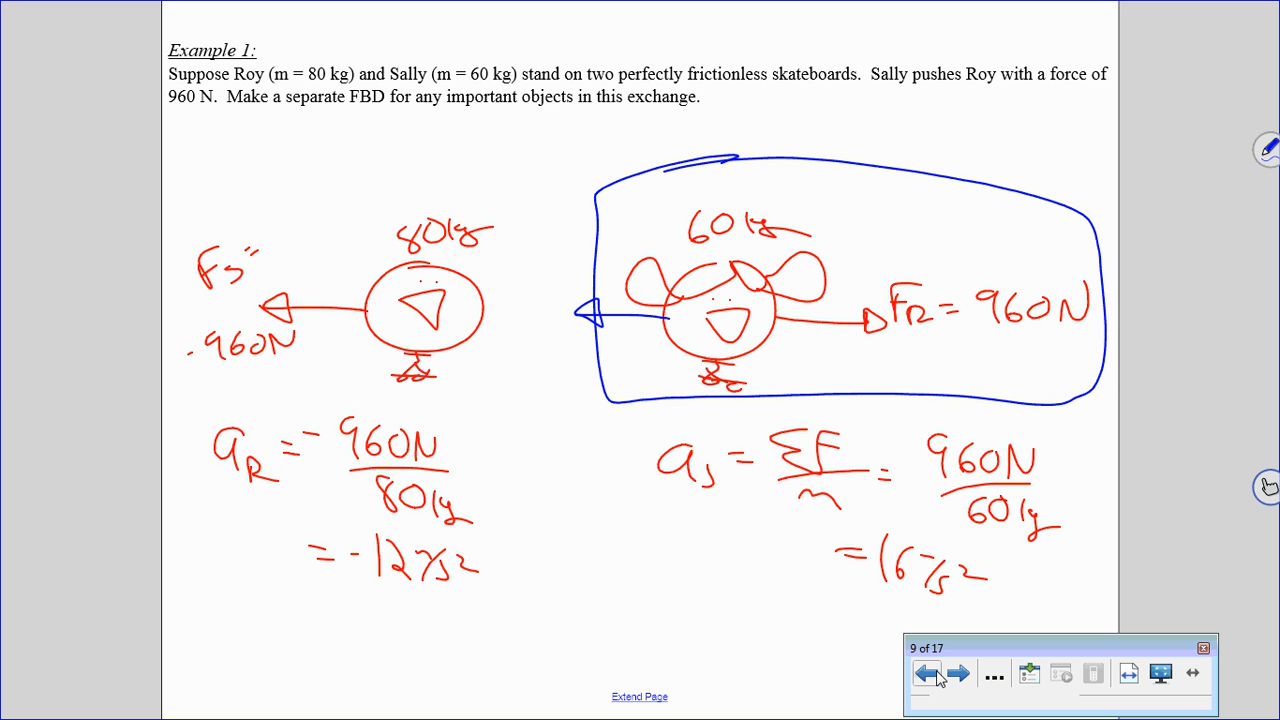 Example 1:
Suppose Roy (m = 80 kg) and Sally (m = 60 kg) stand on two perfectly frictionless skateboards.  Sally pushes Roy with a force of
960 N.  Make a separate FBD for any important objects in this exchange.
80kg
60kg
Fs
960N
FR = 960N
aR = -960N / 80kg
= -12 m/s2
as = ΣF / m = 960N / 60kg
= 16 m/s2
9 of 17
Extend Page